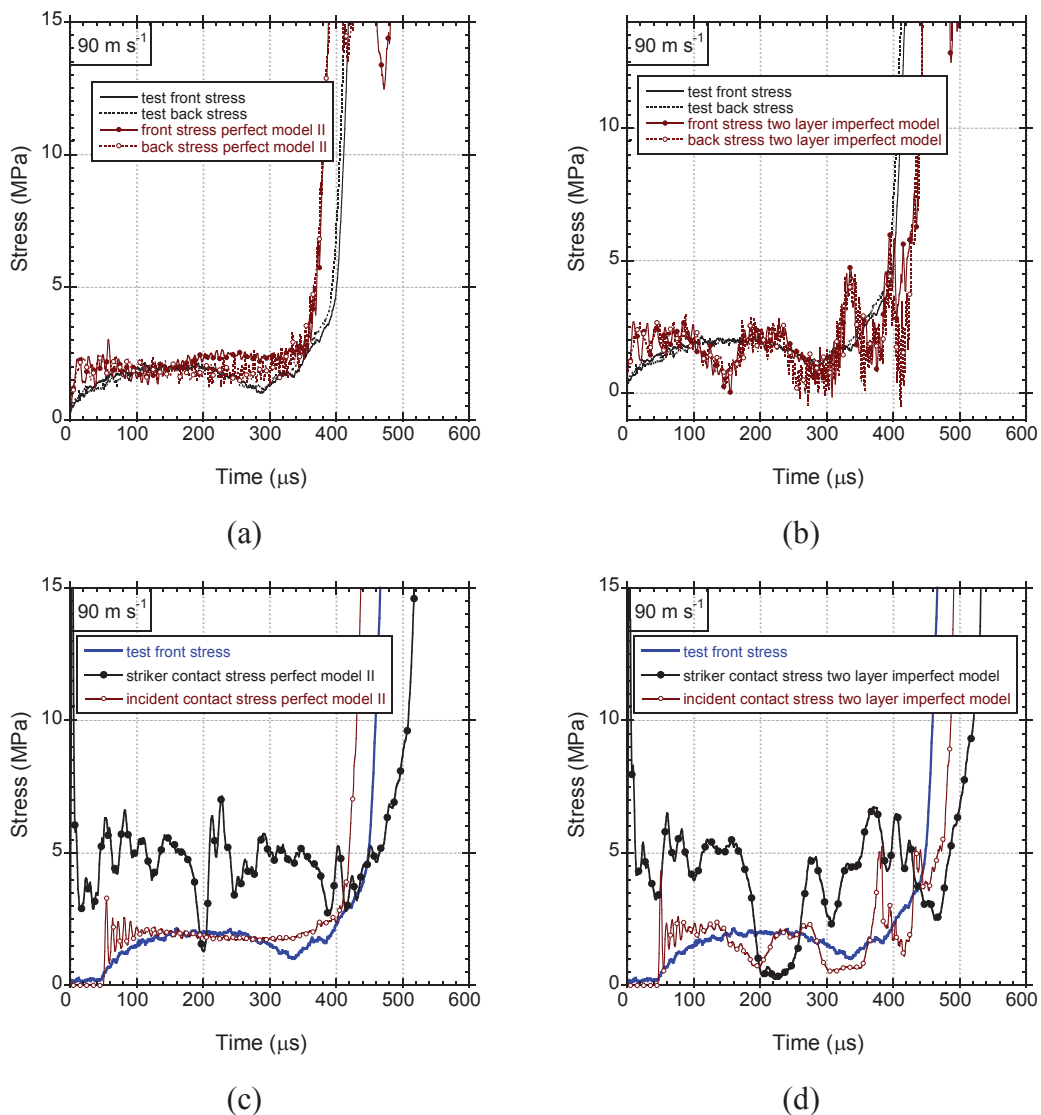 90 m s⁻¹
test front stress
test back stress
front stress perfect model II
back stress perfect model II
Stress (MPa)
15
10
5
0
0 100 200 300 400 500 600
Time (μs)
(a)
90 m s⁻¹
test front stress
test back stress
front stress two layer imperfect model
back stress two layer imperfect model
Stress (MPa)
15
10
5
0
0 100 200 300 400 500 600
Time (μs)
(b)
90 m s⁻¹
test front stress
striker contact stress perfect model II
incident contact stress perfect model II
Stress (MPa)
15
10
5
0
0 100 200 300 400 500 600
Time (μs)
(c)
90 m s⁻¹
test front stress
striker contact stress two layer imperfect model
incident contact stress two layer imperfect model
Stress (MPa)
15
10
5
0
0 100 200 300 400 500 600
Time (μs)
(d)